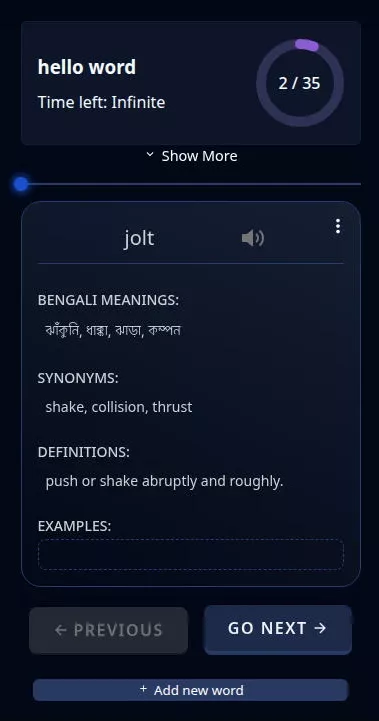 hello word
Time left: Infinite
2 / 35
Show More
jolt
BENGALI MEANINGS:
ঝাঁকুনি, ধাক্কা, ঝাড়া, কম্পন
SYNONYMS:
shake, collision, thrust
DEFINITIONS:
push or shake abruptly and roughly.
EXAMPLES:
← PREVIOUS
GO NEXT →
+ Add new word